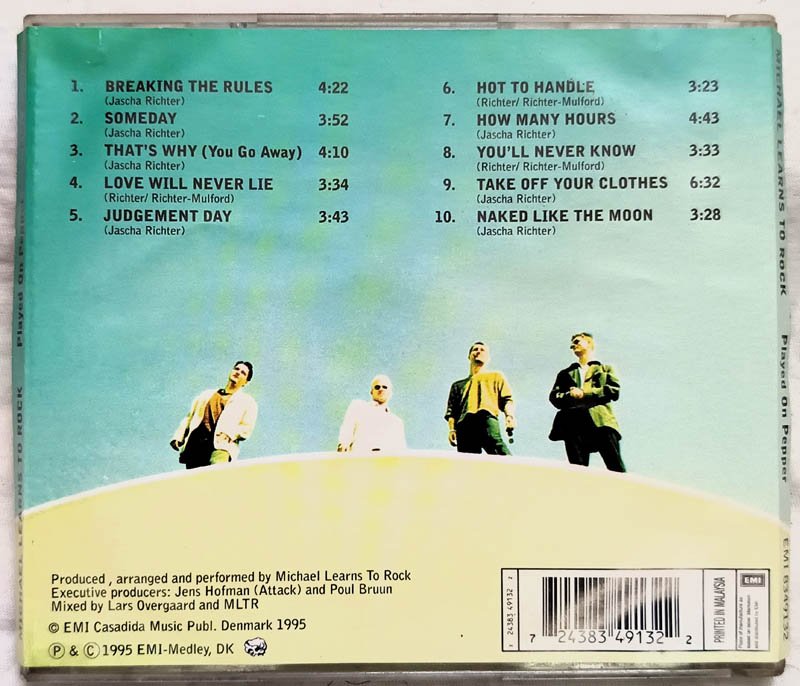 1. BREAKING THE RULES 4:22
(Jascha Richter)
2. SOMEDAY 3:52
(Jascha Richter)
3. THAT'S WHY (You Go Away) 4:10
(Jascha Richter)
4. LOVE WILL NEVER LIE 3:34
(Richter/ Richter-Mulford)
5. JUDGEMENT DAY 3:43
(Jascha Richter)
6. HOT TO HANDLE 3:23
(Richter/ Richter-Mulford)
7. HOW MANY HOURS 4:43
(Jascha Richter)
8. YOU'LL NEVER KNOW 3:33
(Richter/ Richter-Mulford)
9. TAKE OFF YOUR CLOTHES 6:32
(Jascha Richter)
10. NAKED LIKE THE MOON 3:28
(Jascha Richter)
MICHAEL LEARNS TO ROCK Played On Pepper EMI 8349132
LEARNS TO ROCK Played On
Produced , arranged and performed by Michael Learns To Rock
Executive producers: Jens Hofman (Attack) and Poul Bruun
Mixed by Lars Overgaard and MLTR
© EMI Casadida Music Publ. Denmark 1995
℗ & © 1995 EMI-Medley, DK
7 24383 49132 2
7 24383 49132 2
PRINTED IN MALAYSIA
EMI